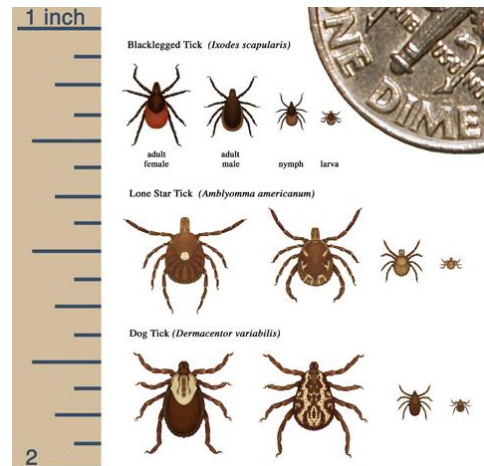 1 inch
Blacklegged Tick (Ixodes scapularis)
ONE DIME
adult female
adult male
nymph
larva
Lone Star Tick (Amblyomma americanum)
Dog Tick (Dermacentor variabilis)
2